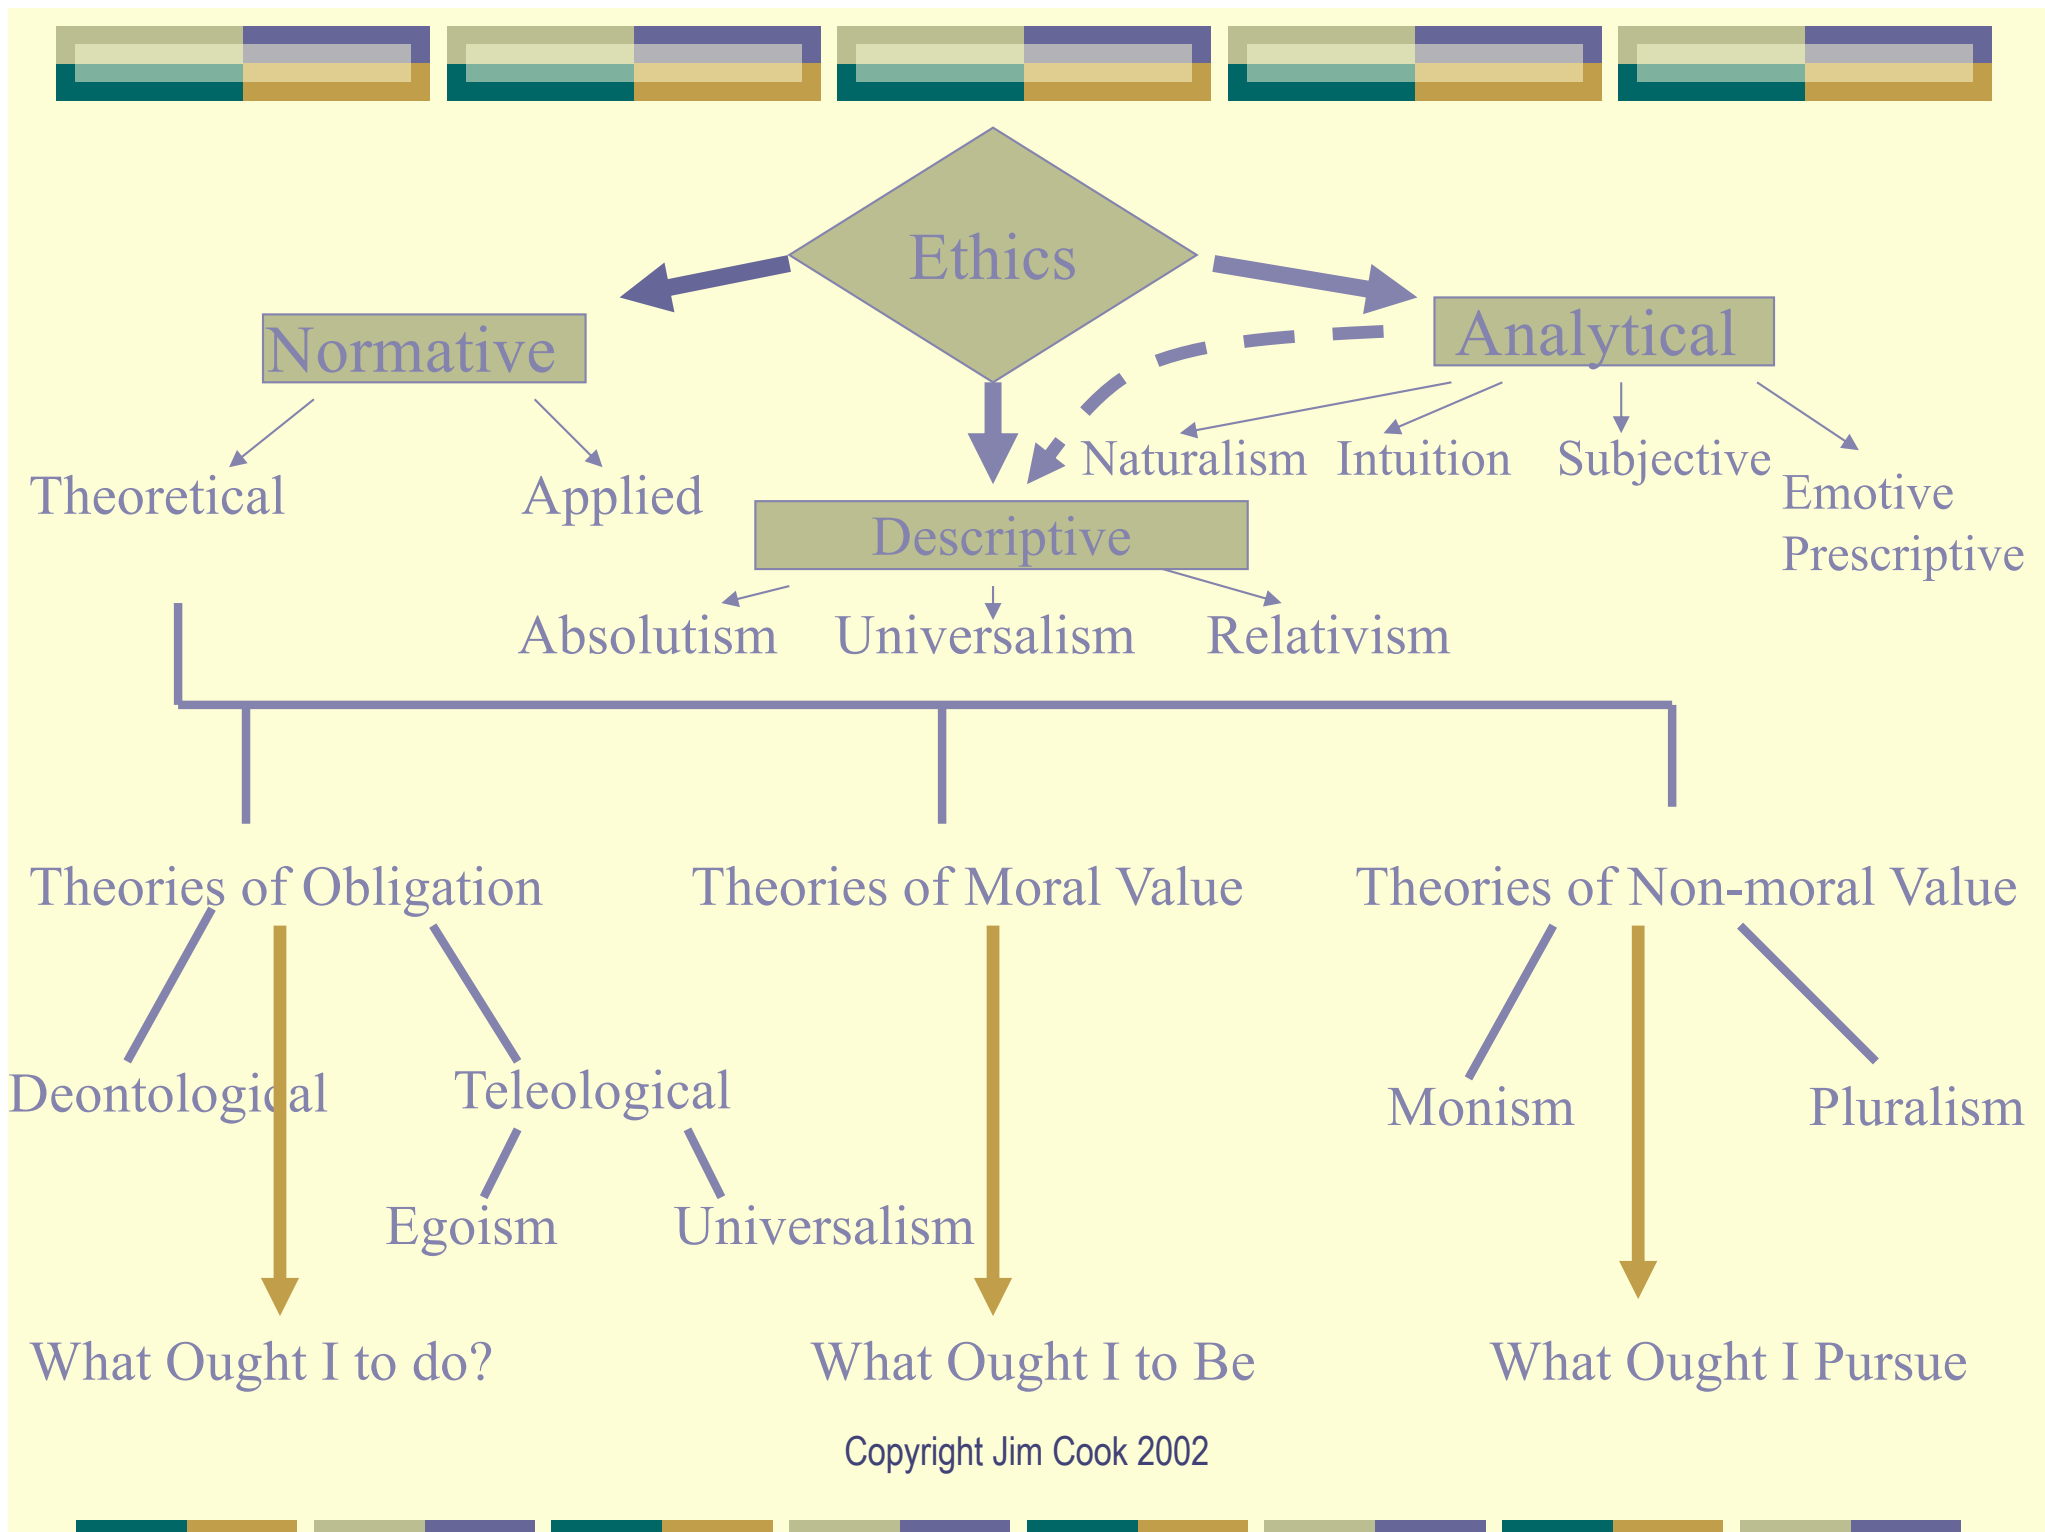 Ethics
Normative
Analytical
Naturalism
Intuition
Subjective
Emotive
Prescriptive
Theoretical
Applied
Descriptive
Absolutism
Universalism
Relativism
Theories of Obligation
Theories of Moral Value
Theories of Non-moral Value
Deontological
Teleological
Monism
Pluralism
Egoism
Universalism
What Ought I to do?
What Ought I to Be
What Ought I Pursue
Copyright Jim Cook 2002